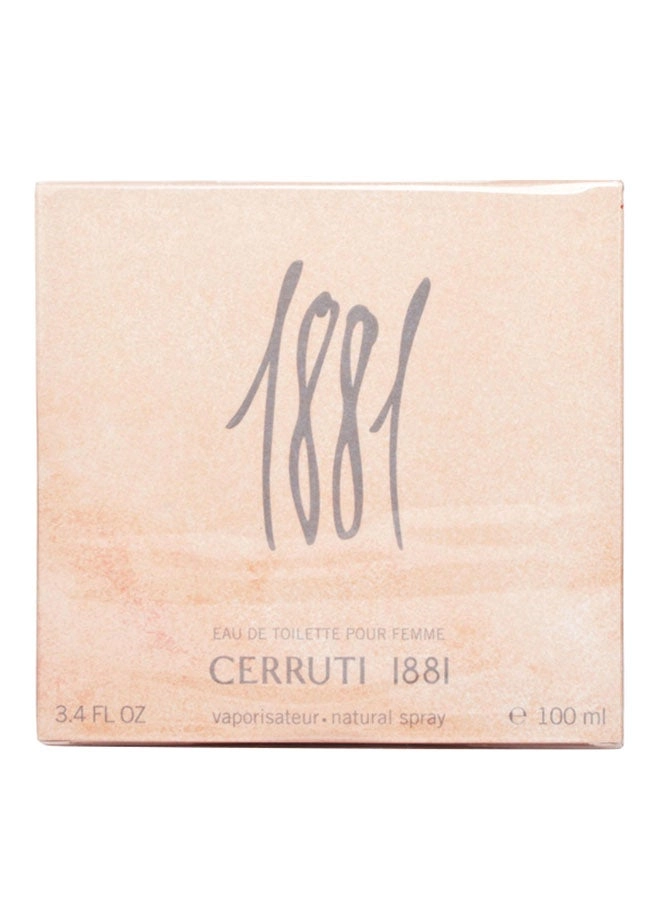 1881
EAU DE TOILETTE POUR FEMME
CERRUTI 1881
3.4 FL OZ vaporisateur • natural spray ℮ 100 ml